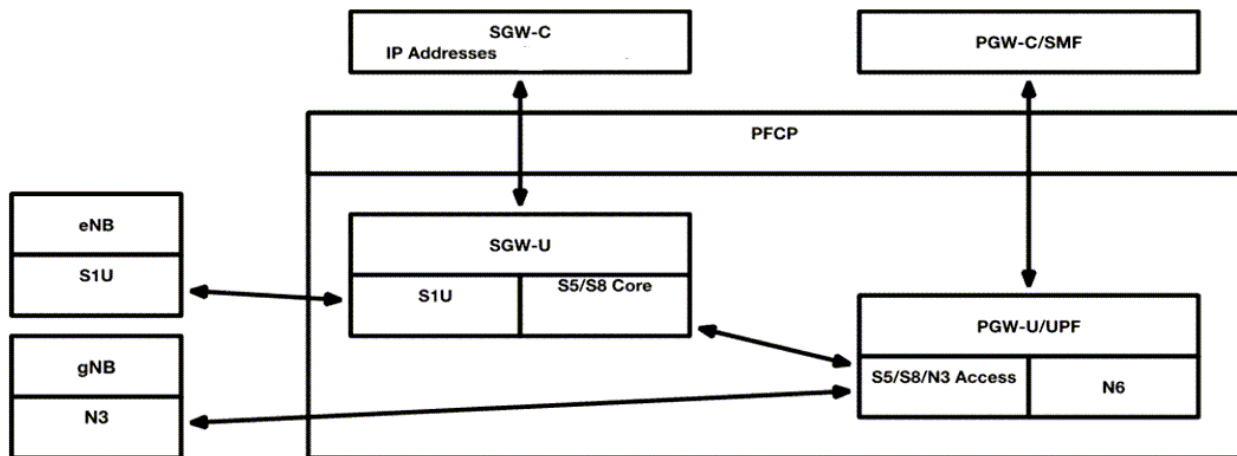 SGW-C
IP Addresses
PGW-C/SMF
PFCP
eNB
S1U
SGW-U
S1U
S5/S8 Core
gNB
N3
PGW-U/UPF
S5/S8/N3 Access
N6